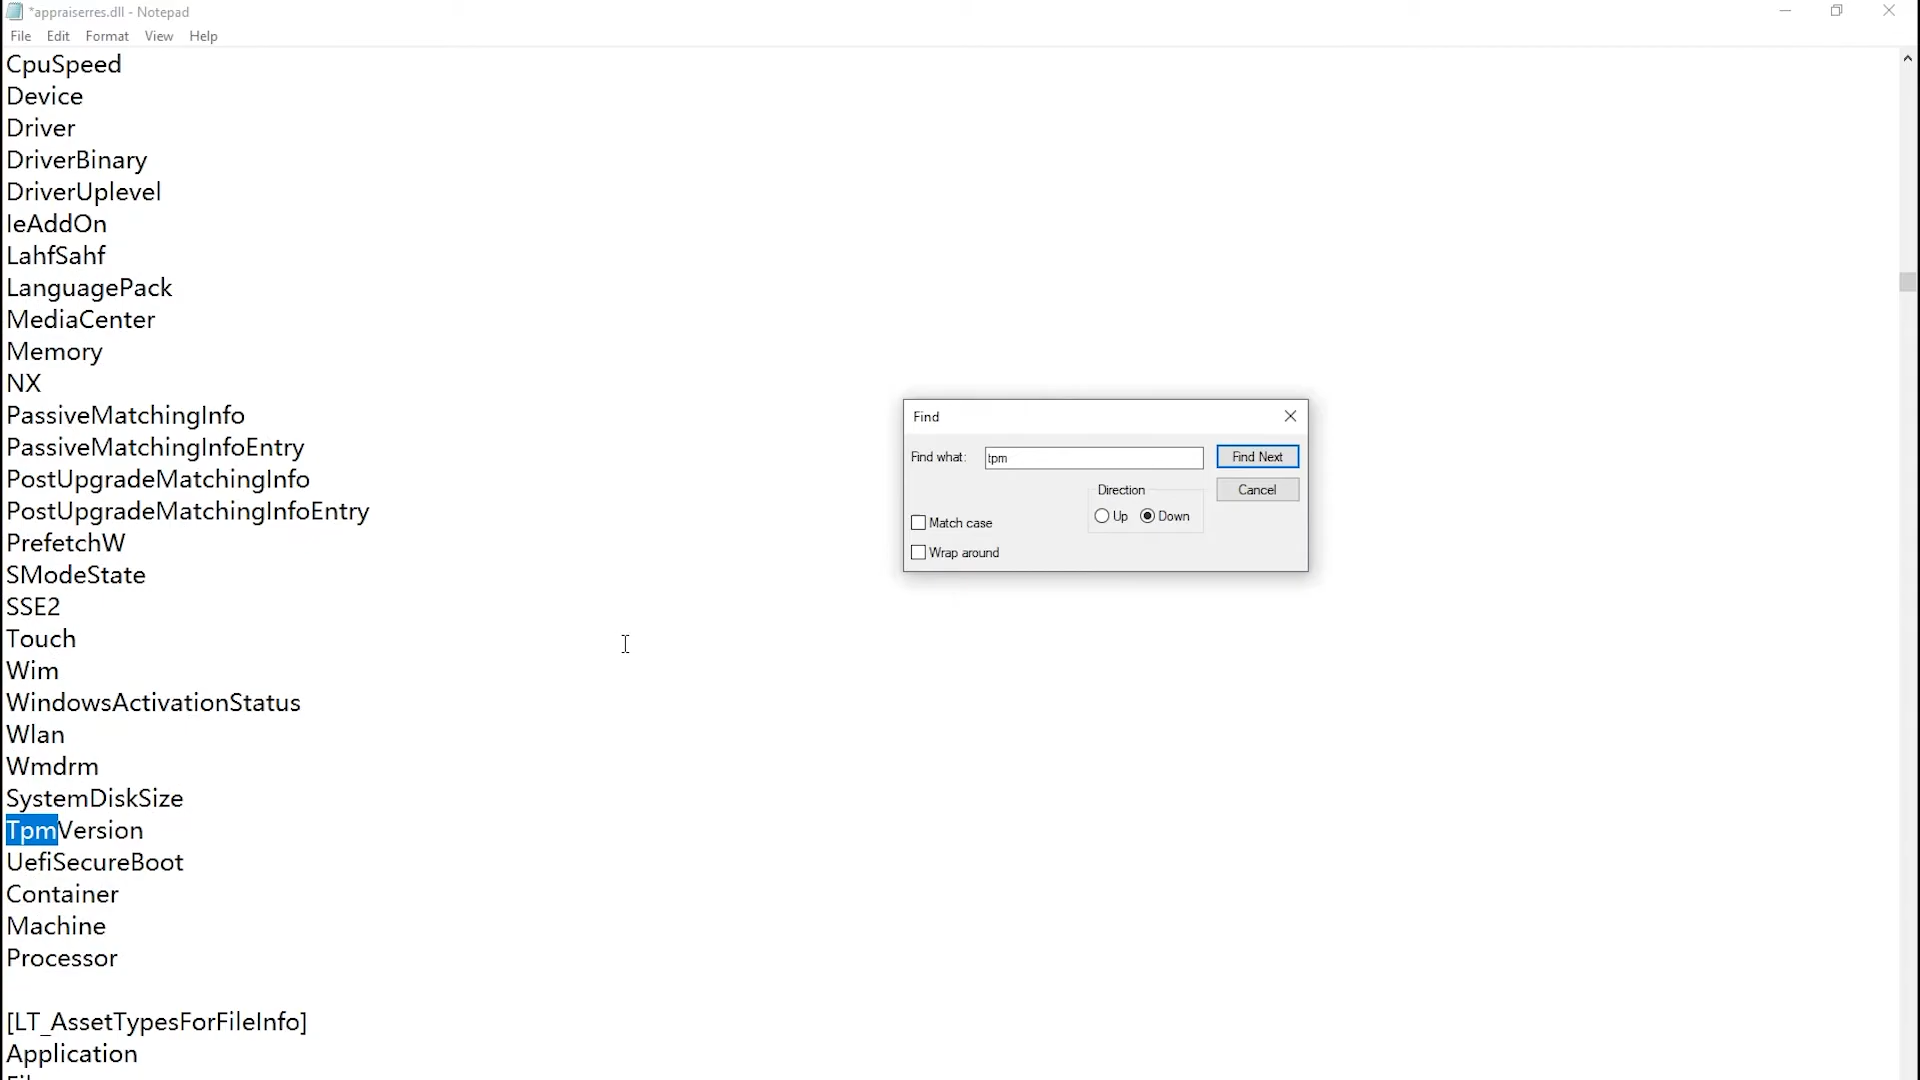 *appraiserres.dll - Notepad
File Edit Format View Help
CpuSpeed
Device
Driver
DriverBinary
DriverUplevel
IeAddOn
LahfSahf
LanguagePack
MediaCenter
Memory
NX
PassiveMatchingInfo
PassiveMatchingInfoEntry
PostUpgradeMatchingInfo
PostUpgradeMatchingInfoEntry
PrefetchW
SModeState
SSE2
Touch
Wim
WindowsActivationStatus
Wlan
Wmdrm
SystemDiskSize
TpmVersion
UefiSecureBoot
Container
Machine
Processor
[LT_AssetTypesForFileInfo]
Application
Find
Find what: tpm Find Next
Direction Cancel
Up Down
Match case
Wrap around